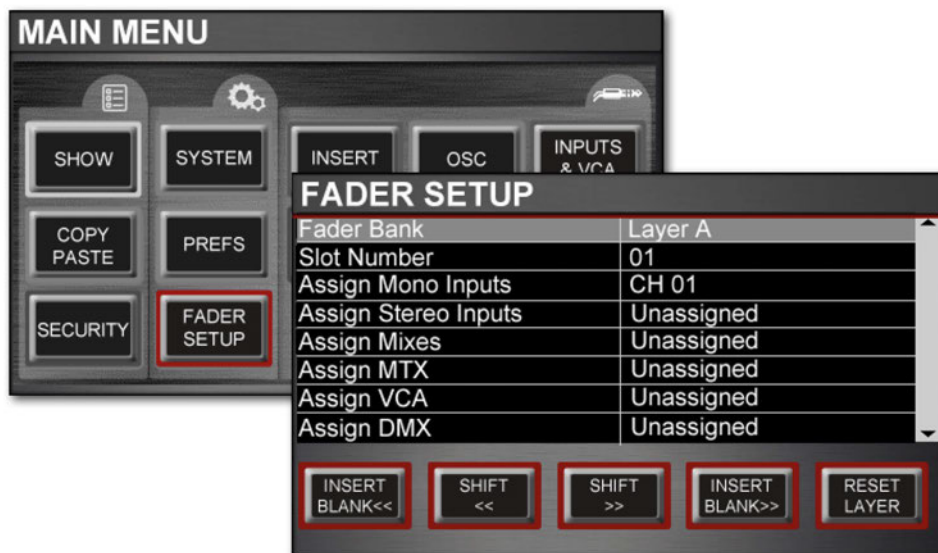 MAIN MENU
SHOW
SYSTEM
INSERT
OSC
INPUTS
& VCA
COPY
PASTE
PREFS
SECURITY
FADER
SETUP
FADER SETUP
Fader Bank Layer A
Slot Number 01
Assign Mono Inputs CH 01
Assign Stereo Inputs Unassigned
Assign Mixes Unassigned
Assign MTX Unassigned
Assign VCA Unassigned
Assign DMX Unassigned
INSERT
BLANK<<
SHIFT
<<
SHIFT
>>
INSERT
BLANK>>
RESET
LAYER